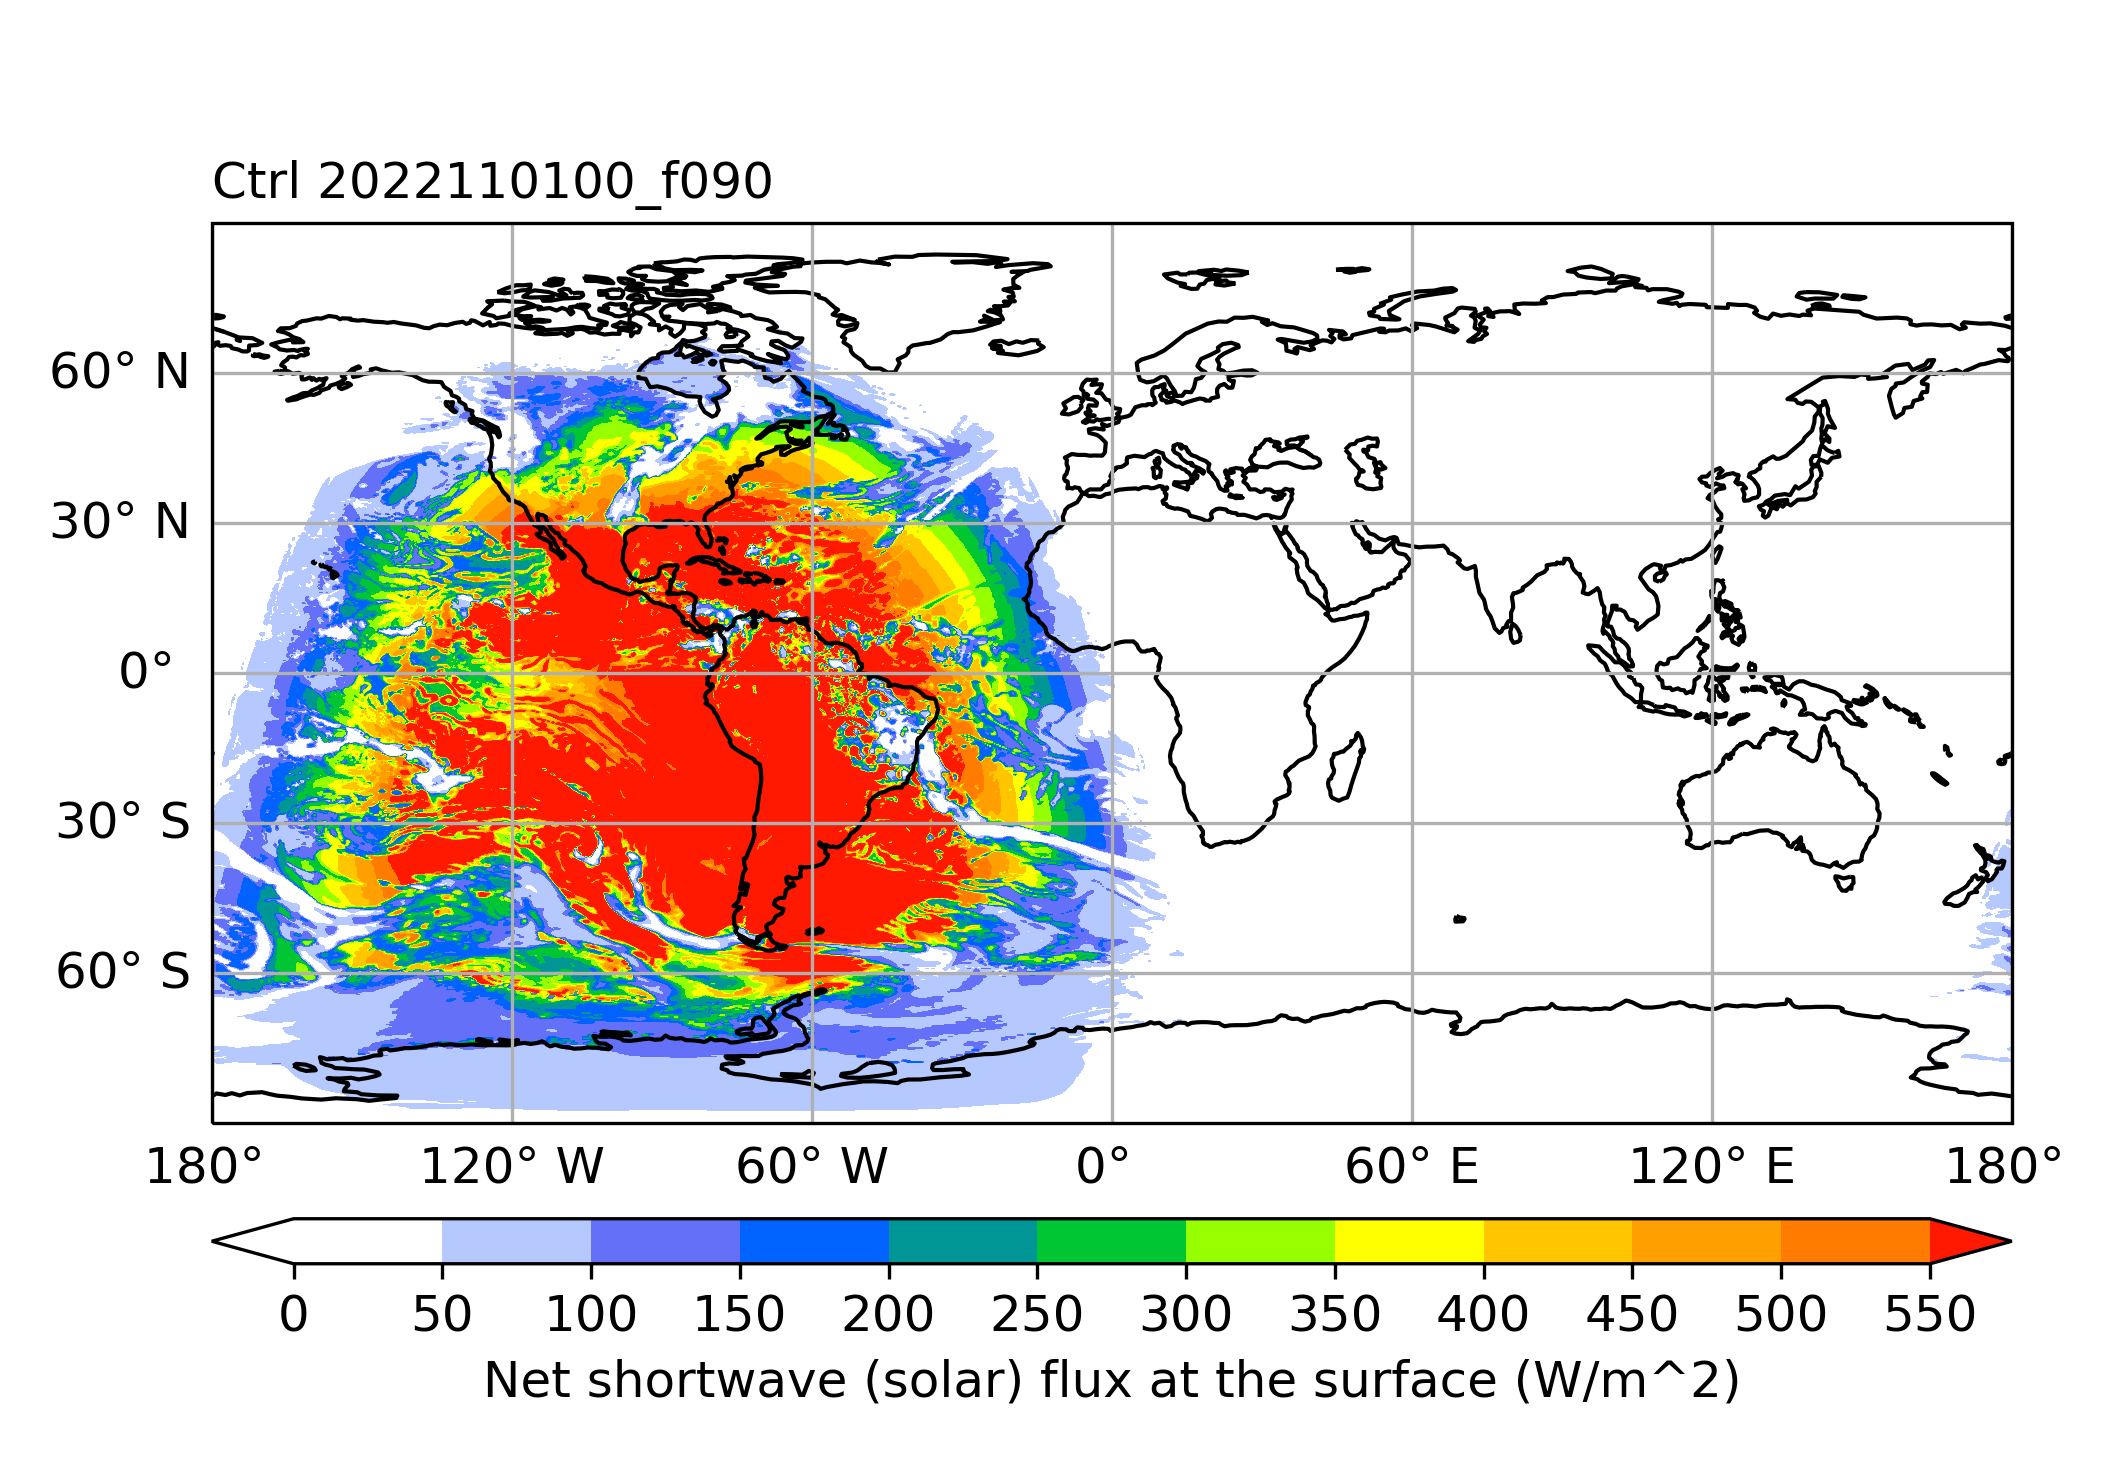 Ctrl 2022110100_f090
60° N
30° N
0°
30° S
60° S
180° 120° W 60° W 0° 60° E 120° E 180°
0 50 100 150 200 250 300 350 400 450 500 550
Net shortwave (solar) flux at the surface (W/m^2)